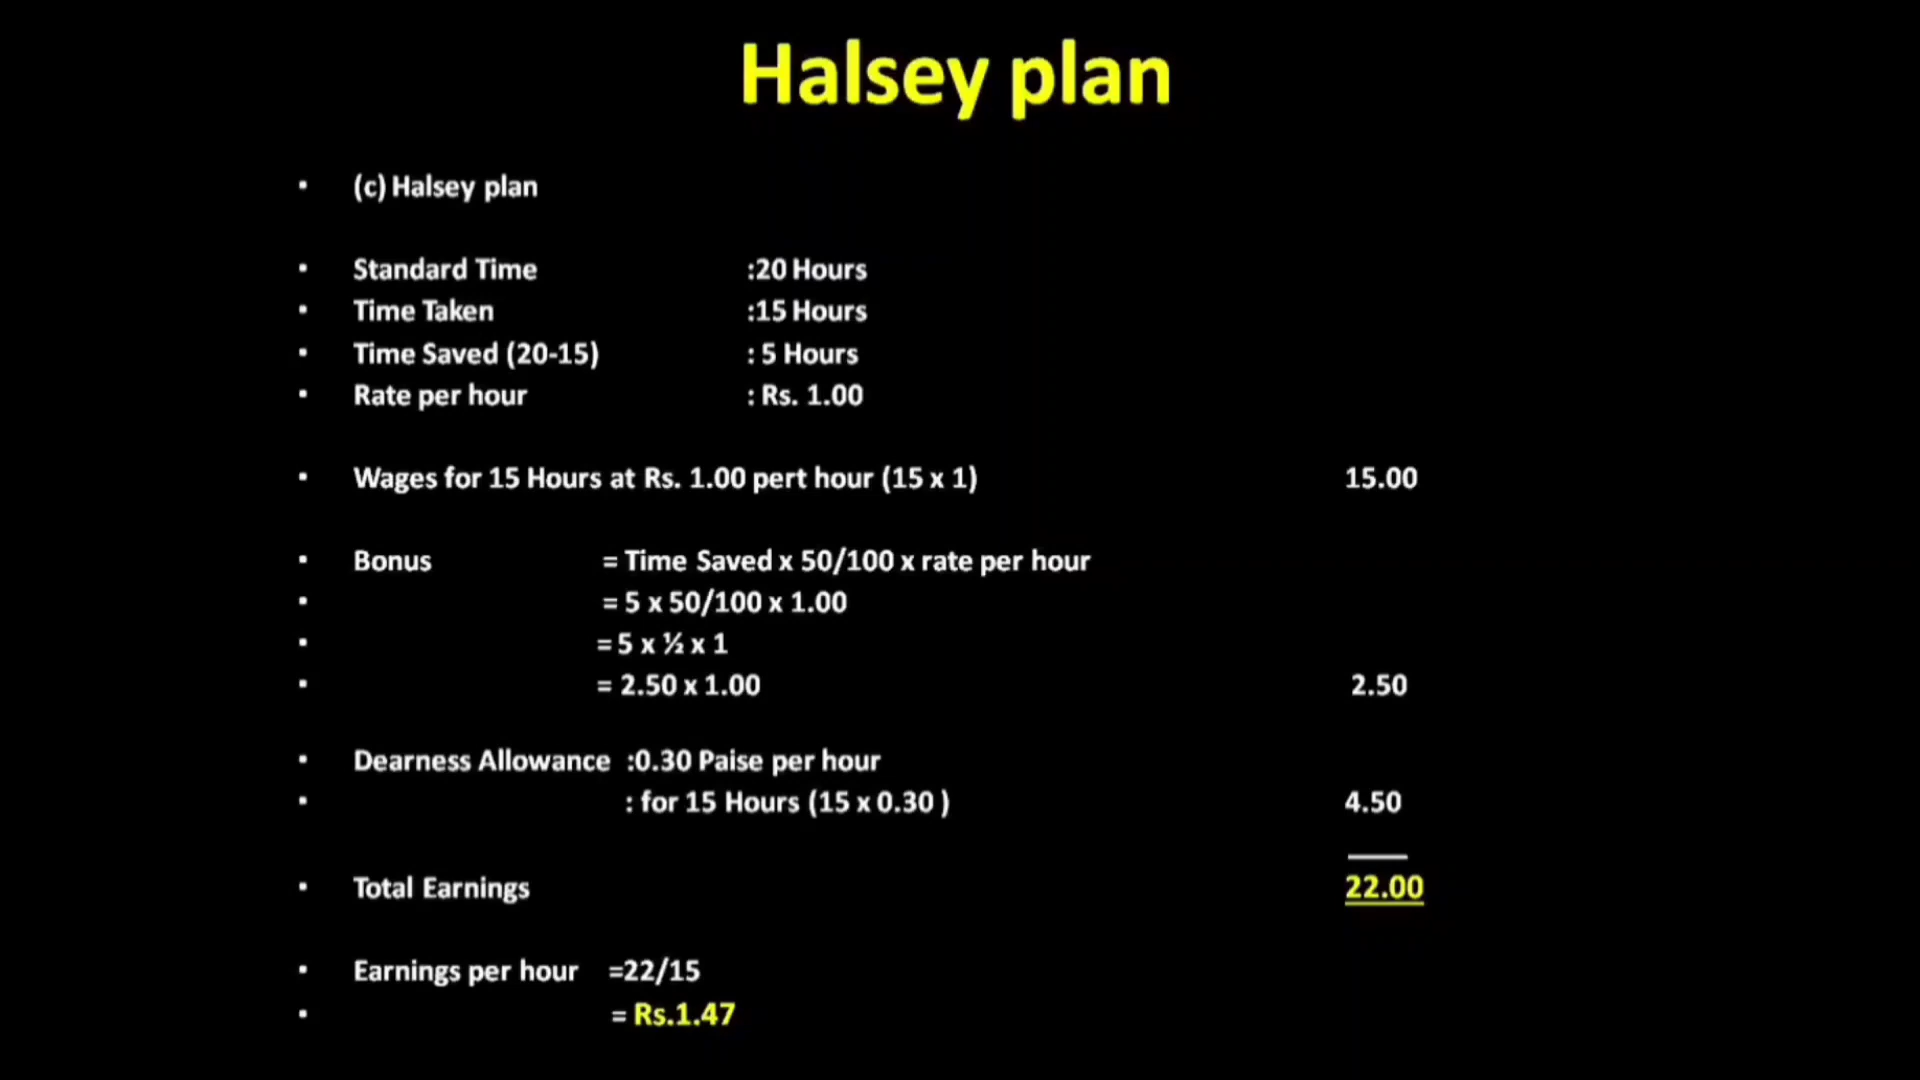 Halsey plan
• (c) Halsey plan
• Standard Time :20 Hours
• Time Taken :15 Hours
• Time Saved (20-15) : 5 Hours
• Rate per hour : Rs. 1.00
• Wages for 15 Hours at Rs. 1.00 pert hour (15 x 1) 15.00
• Bonus = Time Saved x 50/100 x rate per hour
• = 5 x 50/100 x 1.00
• = 5 x ½ x 1
• = 2.50 x 1.00 2.50
• Dearness Allowance :0.30 Paise per hour
• : for 15 Hours (15 x 0.30 ) 4.50
• Total Earnings 22.00
• Earnings per hour =22/15
• = Rs.1.47